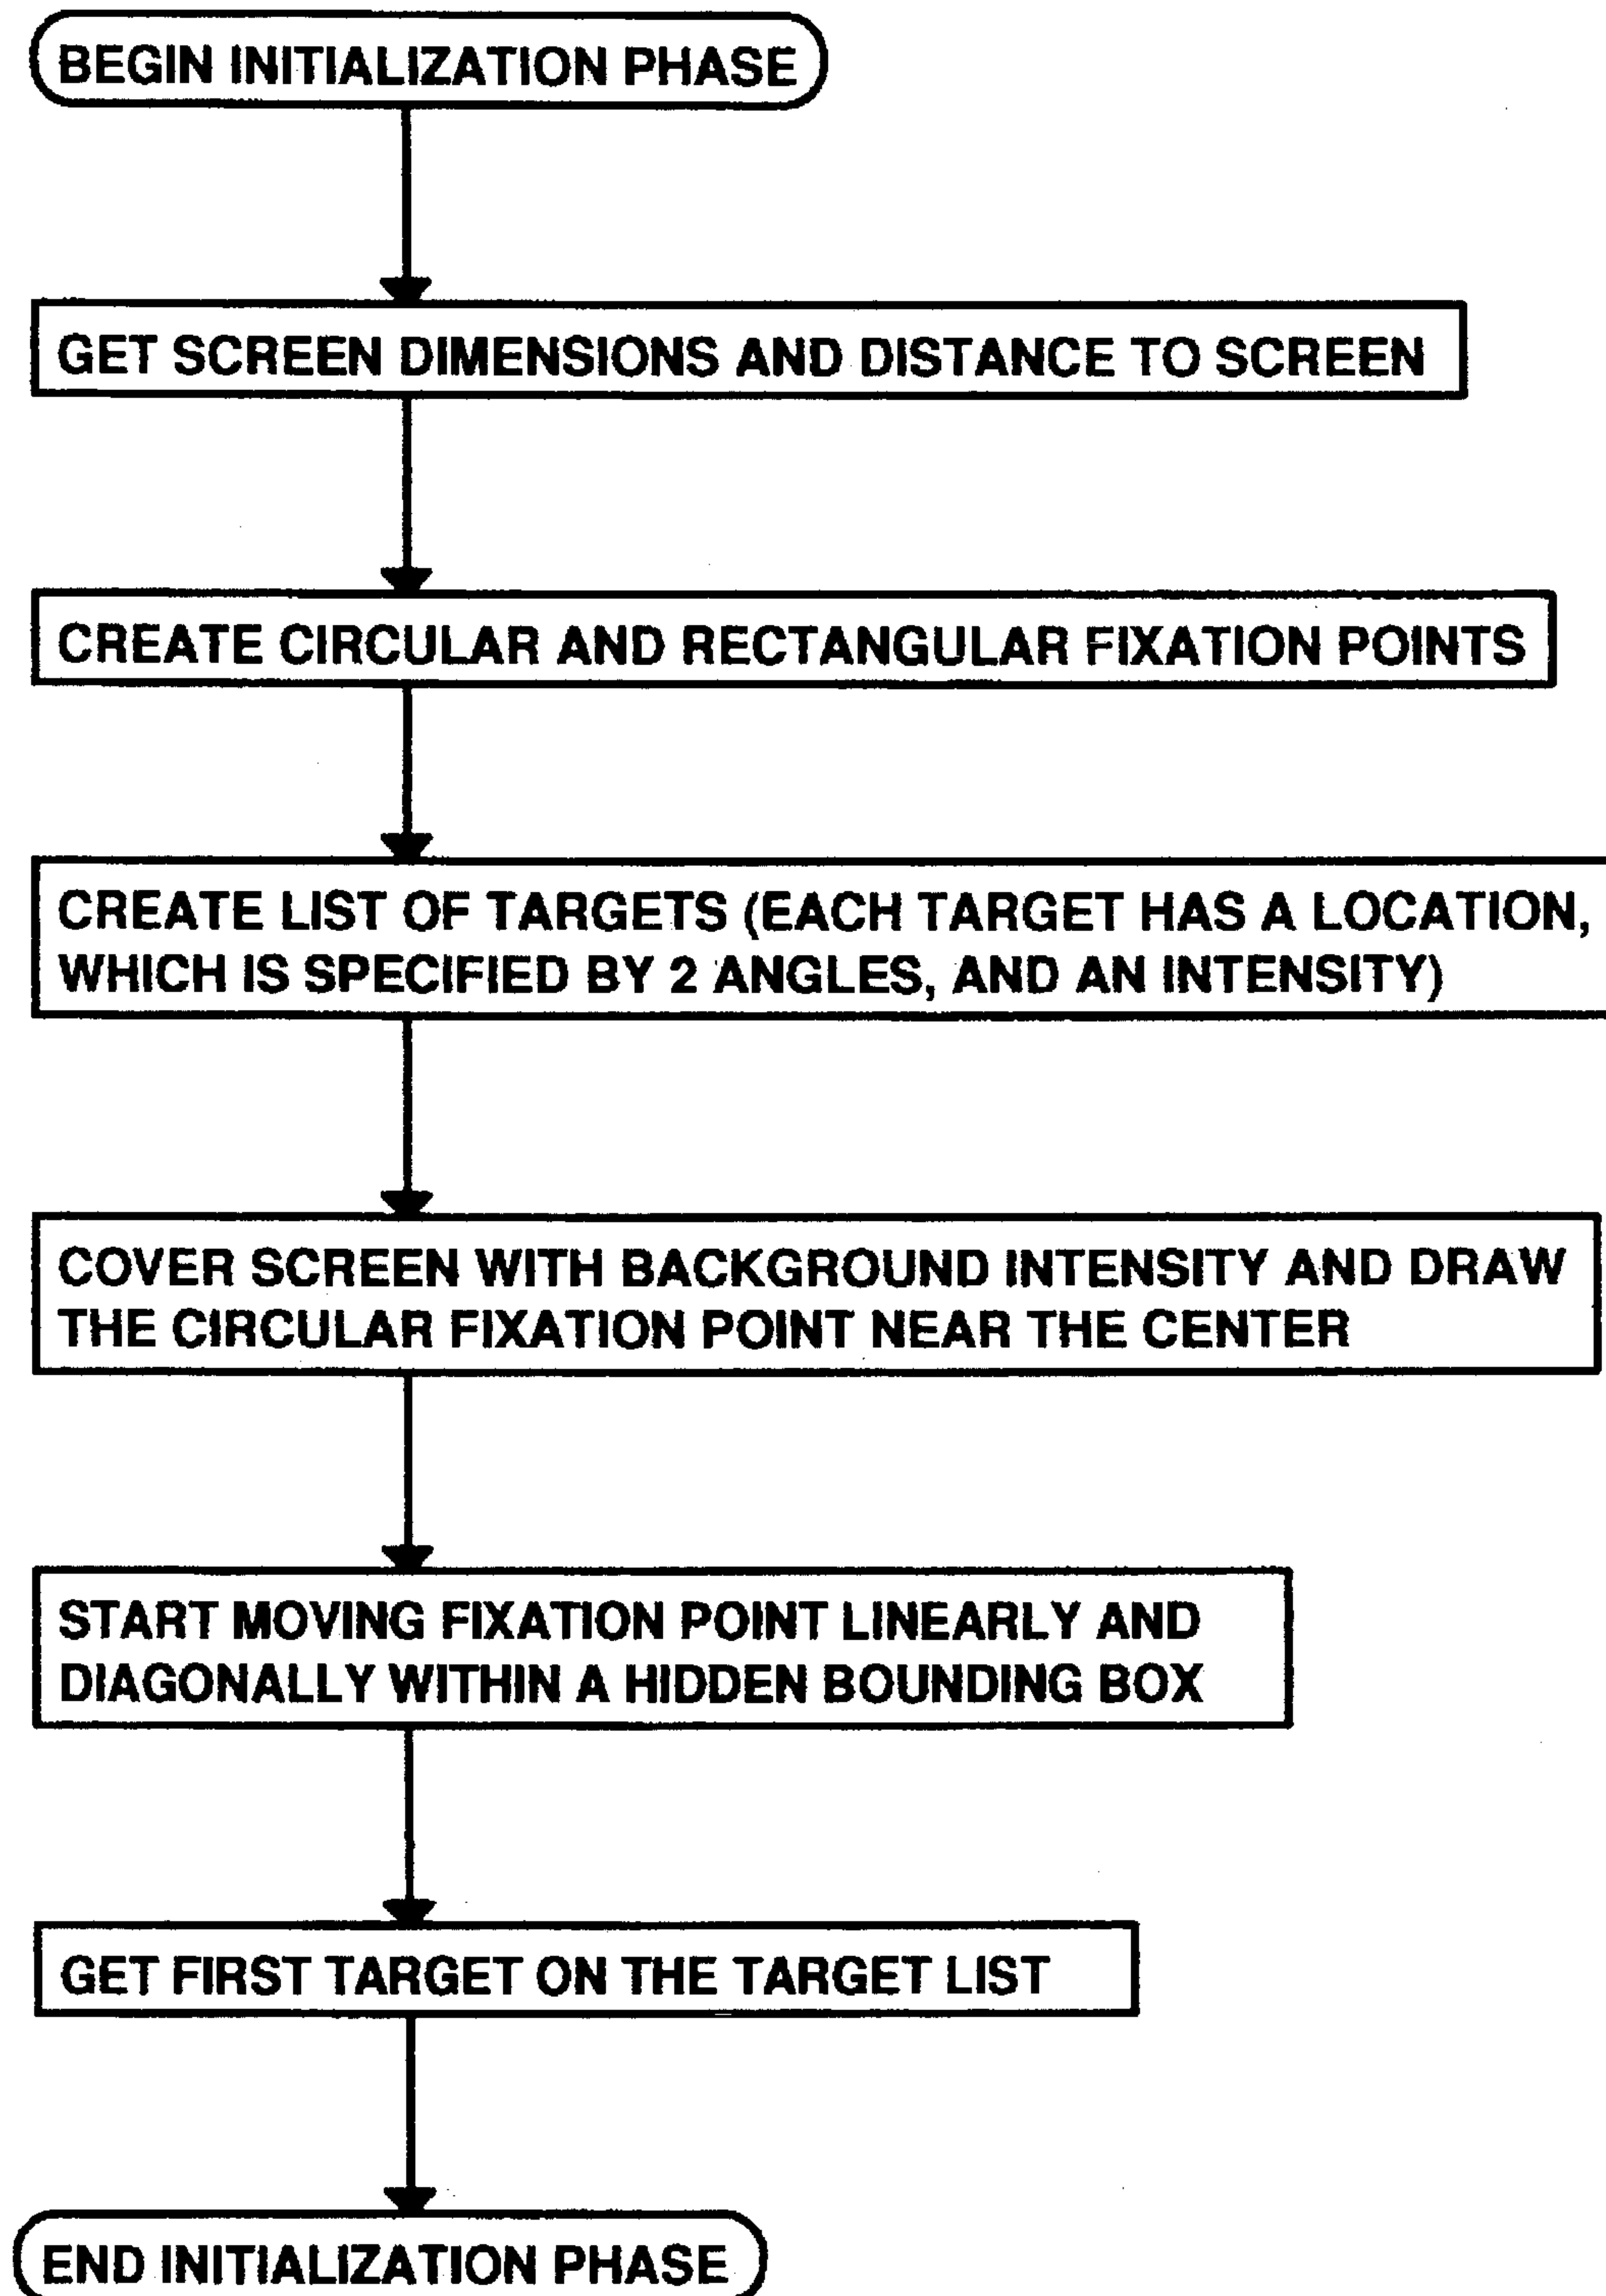 BEGIN INITIALIZATION PHASE
GET SCREEN DIMENSIONS AND DISTANCE TO SCREEN
CREATE CIRCULAR AND RECTANGULAR FIXATION POINTS
CREATE LIST OF TARGETS (EACH TARGET HAS A LOCATION,
WHICH IS SPECIFIED BY 2 ANGLES, AND AN INTENSITY)
COVER SCREEN WITH BACKGROUND INTENSITY AND DRAW
THE CIRCULAR FIXATION POINT NEAR THE CENTER
START MOVING FIXATION POINT LINEARLY AND
DIAGONALLY WITHIN A HIDDEN BOUNDING BOX
GET FIRST TARGET ON THE TARGET LIST
END INITIALIZATION PHASE